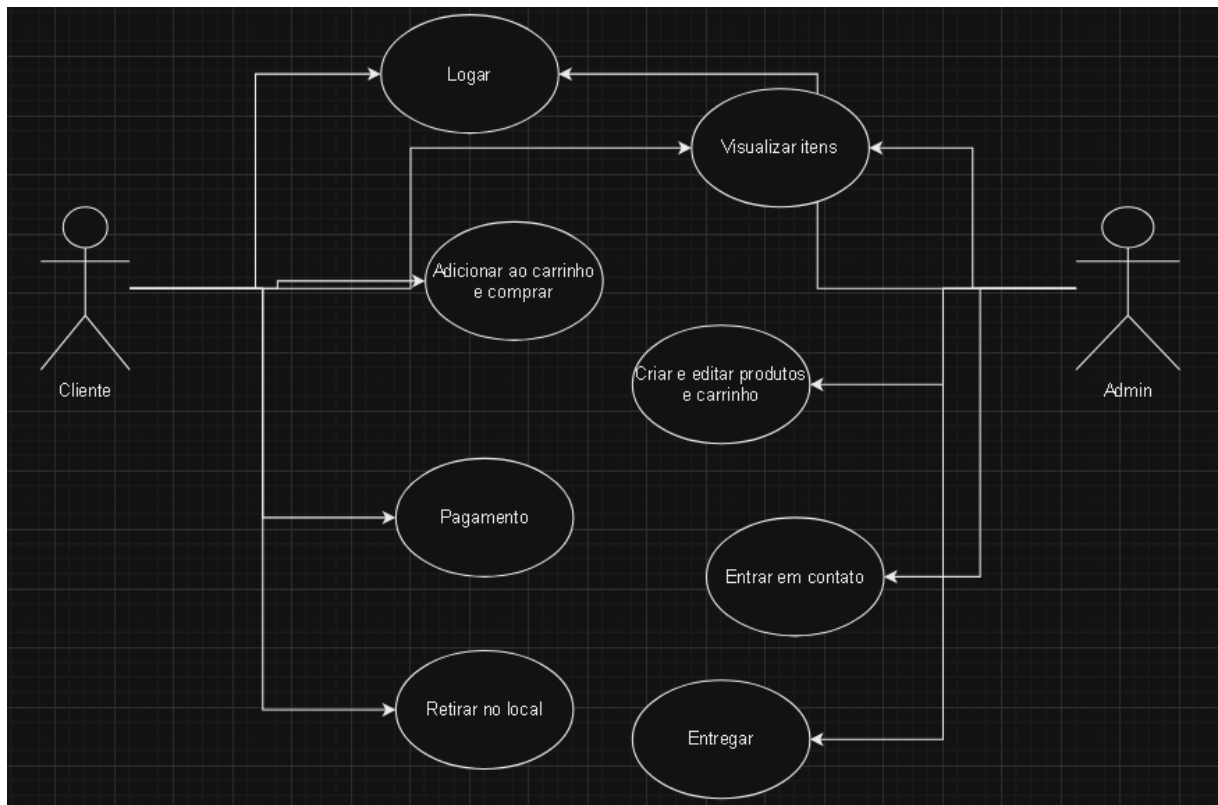 Logar
Visualizar itens
Adicionar ao carrinho
e comprar
Criar e editar produtos
e carrinho
Cliente
Admin
Pagamento
Entrar em contato
Retirar no local
Entregar